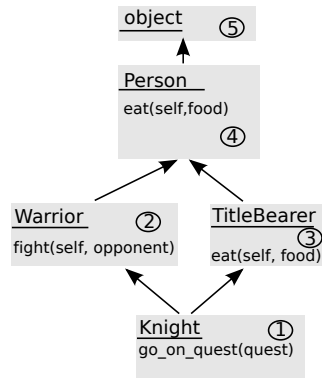 object
⑤
Person
eat(self,food)
④
Warrior
②
fight(self, opponent)
TitleBearer
③
eat(self, food)
Knight
①
go_on_quest(quest)